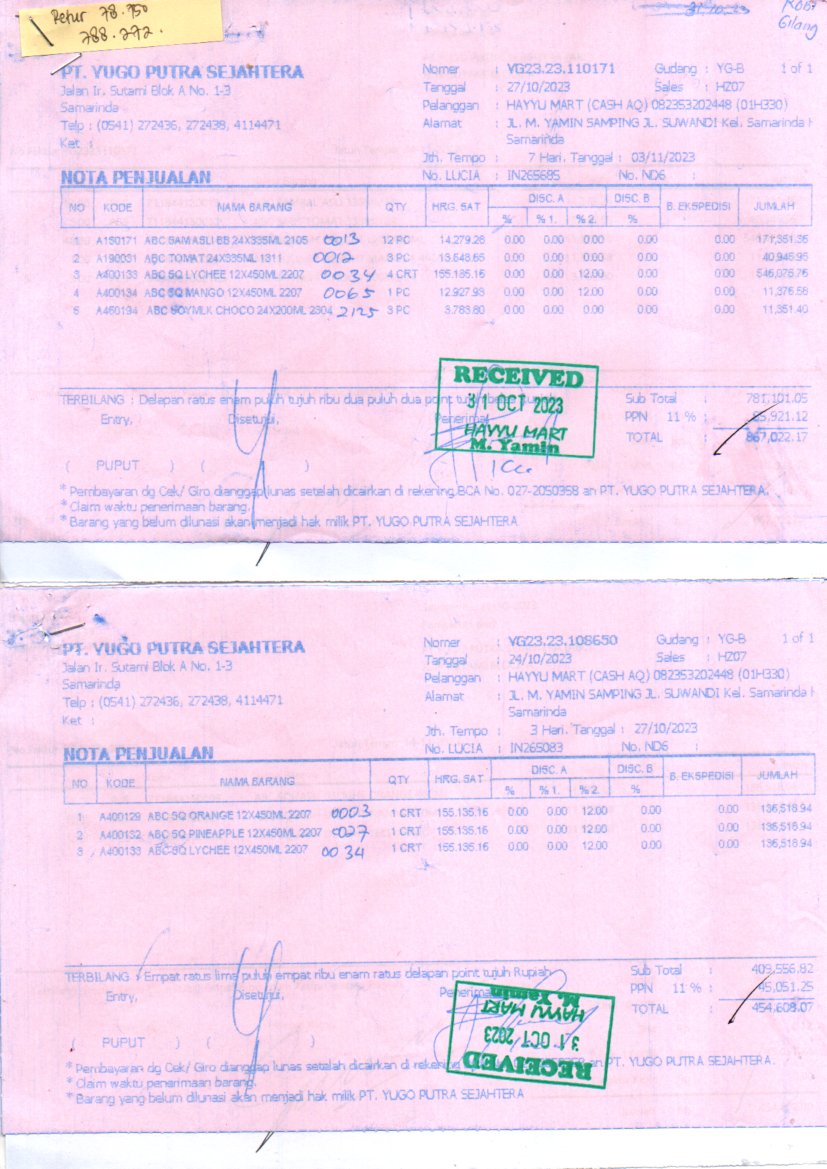 Retur 78.750
788.272.
31-10-23
Robi
Gilang
PT. YUGO PUTRA SEJAHTERA
Jalan Ir. Sutami Blok A No. 1-3
Samarinda
Telp : (0541) 272436, 272438, 4114471
Ket :
Nomer : VG23.23.110171 Gudang : YG-B 1 of 1
Tanggal : 27/10/2023 Sales : HZ07
Pelanggan : HAYYU MART (CASH AQ) 082353202448 (01H330)
Alamat : JL. M. YAMIN SAMPING JL. SUWANDI Kel. Samarinda
Samarinda
Jth. Tempo : 7 Hari. Tanggal : 03/11/2023
No. LUCIA : IN265685 No. ND6 :
NOTA PENJUALAN
NO KODE NAMA BARANG QTY HRG. SAT DISC. A DISC. B B. EKSPEDISI JUMLAH
% % 1. % 2. %
1 A150171 ABC SAM ASLI BB 24X335ML 2105 0013 12 PC 14.279.28 0.00 0.00 0.00 0.00 0.00 171,351.36
2 A190031 ABC TOMAT 24X335ML 1311 0012 3 PC 13.648.65 0.00 0.00 0.00 0.00 0.00 40,945.95
3 A400133 ABC SQ LYCHEE 12X450ML 2207 0034 4 CRT 155.135.16 0.00 0.00 12.00 0.00 0.00 546,075.76
4 A400134 ABC SQ MANGO 12X450ML 2207 0065 1 PC 12.927.93 0.00 0.00 12.00 0.00 0.00 11,376.58
5 A460194 ABC SOYMLK CHOCO 24X200ML 2304 2125 3 PC 3.783.80 0.00 0.00 0.00 0.00 0.00 11,351.40
TERBILANG : Delapan ratus enam puluh tujuh ribu dua puluh dua point tujuh
Sub Total : 781,101.05
PPN 11 % : 85,921.12
TOTAL : 867,022.17
Entry, Disetujui, Penerima
RECEIVED
31 OCT 2023
HAYYU MART
M. Yamin
( PUPUT ) ( )
* Pembayaran dg Cek/ Giro dianggap lunas setelah dicairkan di rekening BCA No. 027-2050358 an PT. YUGO PUTRA SEJAHTERA.
* Claim waktu penerimaan barang.
* Barang yang belum dilunasi akan menjadi hak milik PT. YUGO PUTRA SEJAHTERA
PT. YUGO PUTRA SEJAHTERA
Jalan Ir. Sutami Blok A No. 1-3
Samarinda
Telp : (0541) 272436, 272438, 4114471
Ket :
Nomer : VG23.23.108650 Gudang : YG-B 1 of 1
Tanggal : 24/10/2023 Sales : HZ07
Pelanggan : HAYYU MART (CASH AQ) 082353202448 (01H330)
Alamat : JL. M. YAMIN SAMPING JL. SUWANDI Kel. Samarinda
Samarinda
Jth. Tempo : 3 Hari. Tanggal : 27/10/2023
No. LUCIA : IN265083 No. ND6 :
NOTA PENJUALAN
NO KODE NAMA BARANG QTY HRG. SAT DISC. A DISC. B B. EKSPEDISI JUMLAH
% % 1. % 2. %
1 A400129 ABC SQ ORANGE 12X450ML 2207 0003 1 CRT 155.135.16 0.00 0.00 12.00 0.00 0.00 136,518.94
2 A400132 ABC SQ PINEAPPLE 12X450ML 2207 0027 1 CRT 155.135.16 0.00 0.00 12.00 0.00 0.00 136,518.94
3 A400133 ABC SQ LYCHEE 12X450ML 2207 0034 1 CRT 155.135.16 0.00 0.00 12.00 0.00 0.00 136,518.94
TERBILANG : Empat ratus lima puluh empat ribu enam ratus delapan point tujuh Rupiah
Sub Total : 409,556.82
PPN 11 % : 45,051.25
TOTAL : 454,608.07
Entry, Disetujui, Penerima
RECEIVED
31 OCT 2023
HAYYU MART
M. Yamin
( PUPUT ) ( )
* Pembayaran dg Cek/ Giro dianggap lunas setelah dicairkan di rekening an PT. YUGO PUTRA SEJAHTERA.
* Claim waktu penerimaan barang.
* Barang yang belum dilunasi akan menjadi hak milik PT. YUGO PUTRA SEJAHTERA